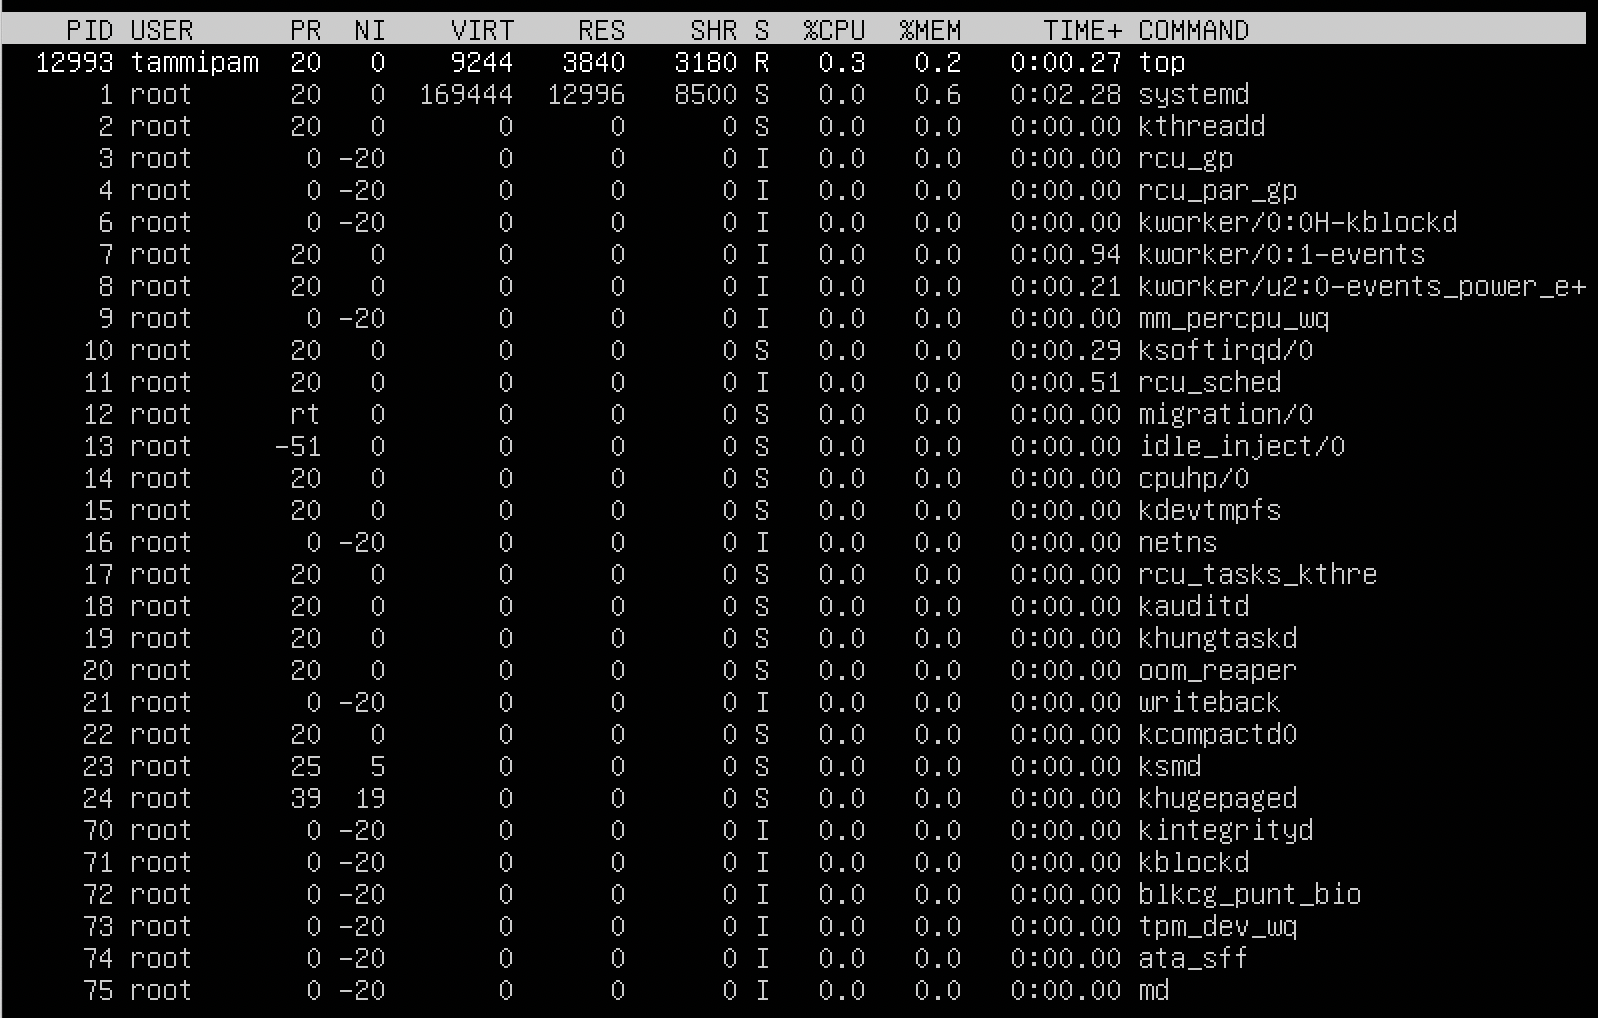 PID USER PR NI VIRT RES SHR S %CPU %MEM TIME+ COMMAND
12993 tammipam 20 0 9244 3840 3180 R 0.3 0.2 0:00.27 top
1 root 20 0 169444 12996 8500 S 0.0 0.6 0:02.28 systemd
2 root 20 0 0 0 0 S 0.0 0.0 0:00.00 kthreadd
3 root 0 -20 0 0 0 I 0.0 0.0 0:00.00 rcu_gp
4 root 0 -20 0 0 0 I 0.0 0.0 0:00.00 rcu_par_gp
6 root 0 -20 0 0 0 I 0.0 0.0 0:00.00 kworker/0:0H-kblockd
7 root 20 0 0 0 0 I 0.0 0.0 0:00.94 kworker/0:1-events
8 root 20 0 0 0 0 I 0.0 0.0 0:00.21 kworker/u2:0-events_power_e+
9 root 0 -20 0 0 0 I 0.0 0.0 0:00.00 mm_percpu_wq
10 root 20 0 0 0 0 S 0.0 0.0 0:00.29 ksoftirqd/0
11 root 20 0 0 0 0 I 0.0 0.0 0:00.51 rcu_sched
12 root rt 0 0 0 0 S 0.0 0.0 0:00.00 migration/0
13 root -51 0 0 0 0 S 0.0 0.0 0:00.00 idle_inject/0
14 root 20 0 0 0 0 S 0.0 0.0 0:00.00 cpuhp/0
15 root 20 0 0 0 0 S 0.0 0.0 0:00.00 kdevtmpfs
16 root 0 -20 0 0 0 I 0.0 0.0 0:00.00 netns
17 root 20 0 0 0 0 S 0.0 0.0 0:00.00 rcu_tasks_kthre
18 root 20 0 0 0 0 S 0.0 0.0 0:00.00 kauditd
19 root 20 0 0 0 0 S 0.0 0.0 0:00.00 khungtaskd
20 root 20 0 0 0 0 S 0.0 0.0 0:00.00 oom_reaper
21 root 0 -20 0 0 0 I 0.0 0.0 0:00.00 writeback
22 root 20 0 0 0 0 S 0.0 0.0 0:00.00 kcompactd0
23 root 25 5 0 0 0 S 0.0 0.0 0:00.00 ksmd
24 root 39 19 0 0 0 S 0.0 0.0 0:00.00 khugepaged
70 root 0 -20 0 0 0 I 0.0 0.0 0:00.00 kintegrityd
71 root 0 -20 0 0 0 I 0.0 0.0 0:00.00 kblockd
72 root 0 -20 0 0 0 I 0.0 0.0 0:00.00 blkcg_punt_bio
73 root 0 -20 0 0 0 I 0.0 0.0 0:00.00 tpm_dev_wq
74 root 0 -20 0 0 0 I 0.0 0.0 0:00.00 ata_sff
75 root 0 -20 0 0 0 I 0.0 0.0 0:00.00 md